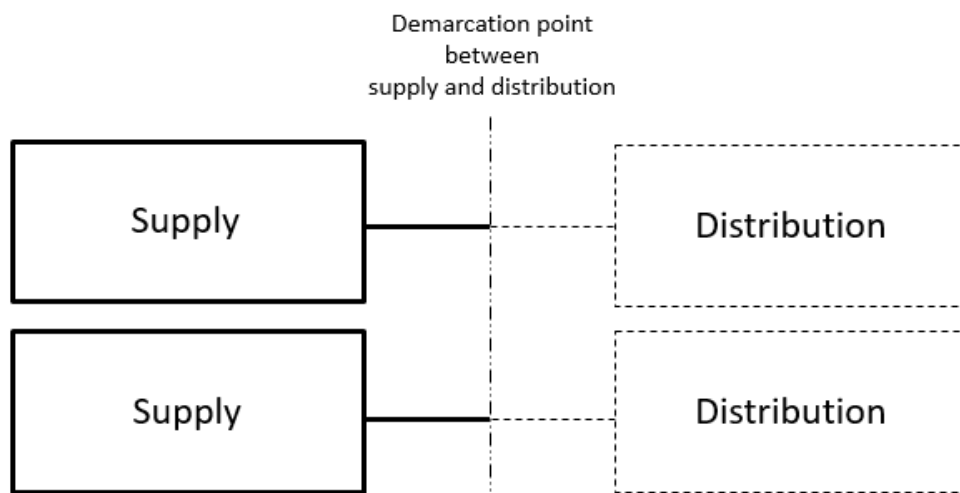 Demarcation point
between
supply and distribution
Supply
Distribution
Supply
Distribution